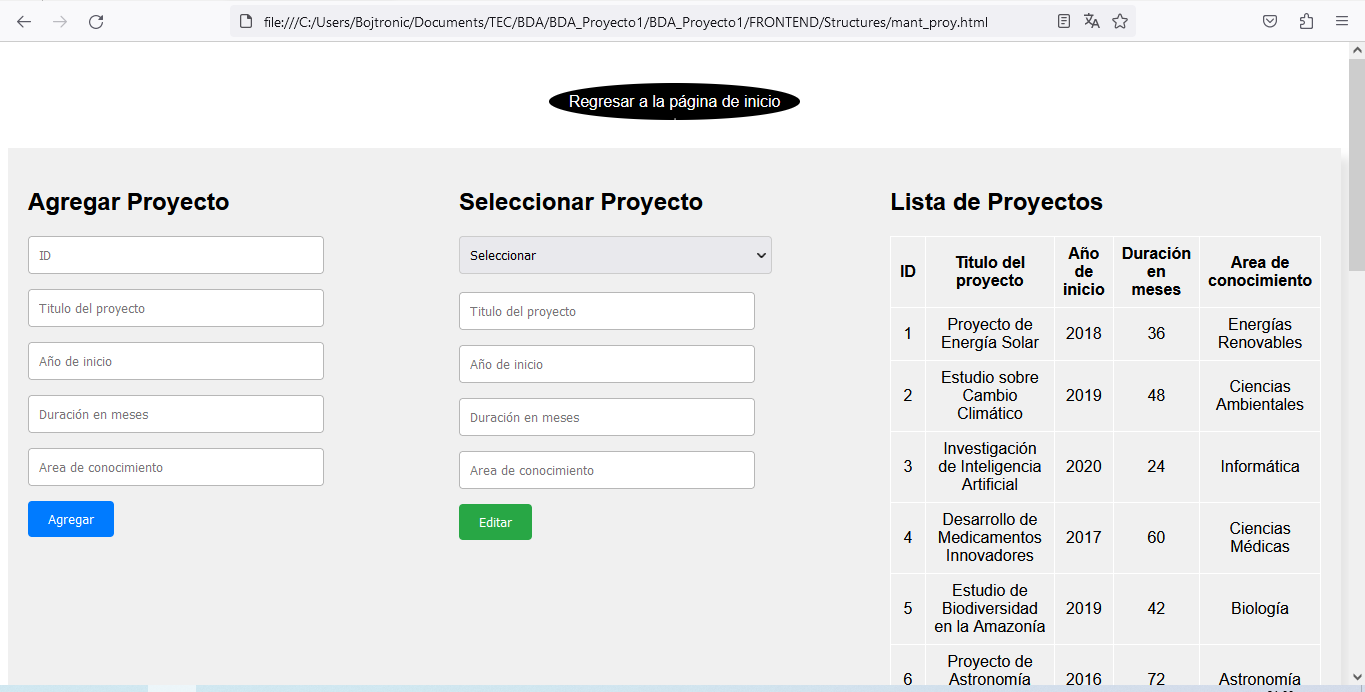 file:///C:/Users/Bojtronic/Documents/TEC/BDA/BDA_Proyecto1/BDA_Proyecto1/FRONTEND/Structures/mant_proy.html
Regresar a la página de inicio
Agregar Proyecto
ID
Titulo del proyecto
Año de inicio
Duración en meses
Area de conocimiento
Agregar
Seleccionar Proyecto
Seleccionar
Titulo del proyecto
Año de inicio
Duración en meses
Area de conocimiento
Editar
Lista de Proyectos
ID
Titulo del
proyecto
Año
de
inicio
Duración
en
meses
Area de
conocimiento
1
Proyecto de
Energía Solar
2018
36
Energías
Renovables
2
Estudio sobre
Cambio
Climático
2019
48
Ciencias
Ambientales
3
Investigación
de Inteligencia
Artificial
2020
24
Informática
4
Desarrollo de
Medicamentos
Innovadores
2017
60
Ciencias
Médicas
5
Estudio de
Biodiversidad
en la Amazonía
2019
42
Biología
6
Proyecto de
Astronomía
2016
72
Astronomía